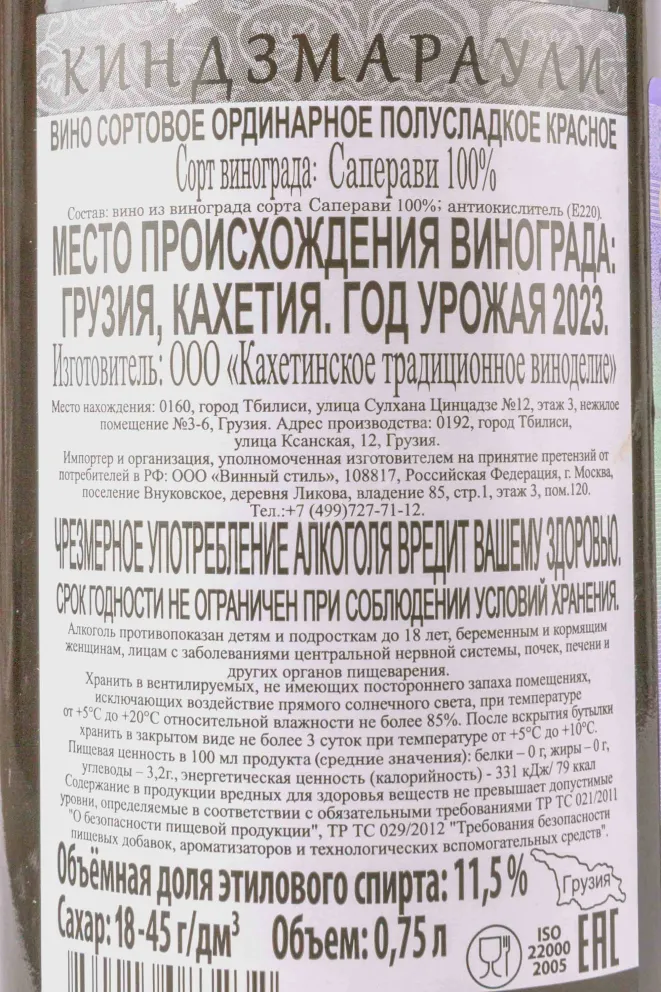 КИНДЗМАРАУЛИ
ВИНО СОРТОВОЕ ОРДИНАРНОЕ ПОЛУСЛАДКОЕ КРАСНОЕ
Сорт винограда: Саперави 100%
Состав: вино из винограда сорта Саперави 100%; антиокислитель (Е220).
МЕСТО ПРОИСХОЖДЕНИЯ ВИНОГРАДА:
ГРУЗИЯ, КАХЕТИЯ. ГОД УРОЖАЯ 2023.
Изготовитель: ООО «Кахетинское традиционное виноделие»
Место нахождения: 0160, город Тбилиси, улица Сулхана Цинцадзе №12, этаж 3, нежилое
помещение №3-6, Грузия. Адрес производства: 0192, город Тбилиси,
улица Ксанская, 12, Грузия.
Импортер и организация, уполномоченная изготовителем на принятие претензий от
потребителей в РФ: ООО «Винный стиль», 108817, Российская Федерация, г. Москва,
поселение Внуковское, деревня Ликова, владение 85, стр.1, этаж 3, пом.120.
Тел.:+7 (499)727-71-12.
ЧРЕЗМЕРНОЕ УПОТРЕБЛЕНИЕ АЛКОГОЛЯ ВРЕДИТ ВАШЕМУ ЗДОРОВЬЮ.
СРОК ГОДНОСТИ НЕ ОГРАНИЧЕН ПРИ СОБЛЮДЕНИИ УСЛОВИЙ ХРАНЕНИЯ.
Алкоголь противопоказан детям и подросткам до 18 лет, беременным и кормящим
женщинам, лицам с заболеваниями центральной нервной системы, почек, печени и
других органов пищеварения.
Хранить в вентилируемых, не имеющих постороннего запаха помещениях,
исключающих воздействие прямого солнечного света, при температуре
от +5°С до +20°С относительной влажности не более 85%. После вскрытия бутылки
хранить в закрытом виде не более 3 суток при температуре от +5°С до +10°С.
Пищевая ценность в 100 мл продукта (средние значения): белки – 0 г, жиры – 0 г,
углеводы – 3,2г., энергетическая ценность (калорийность) - 331 кДж/ 79 ккал
Содержание в продукции вредных для здоровья веществ не превышает допустимые
уровни, определяемые в соответствии с обязательными требованиями ТР ТС 021/2011
"О безопасности пищевой продукции", ТР ТС 029/2012 "Требования безопасности
пищевых добавок, ароматизаторов и технологических вспомогательных средств".
Объёмная доля этилового спирта: 11,5 %
Грузия
Сахар: 18-45 г/дм³ Объем: 0,75 л
ISO
22000
2005
ЕАС